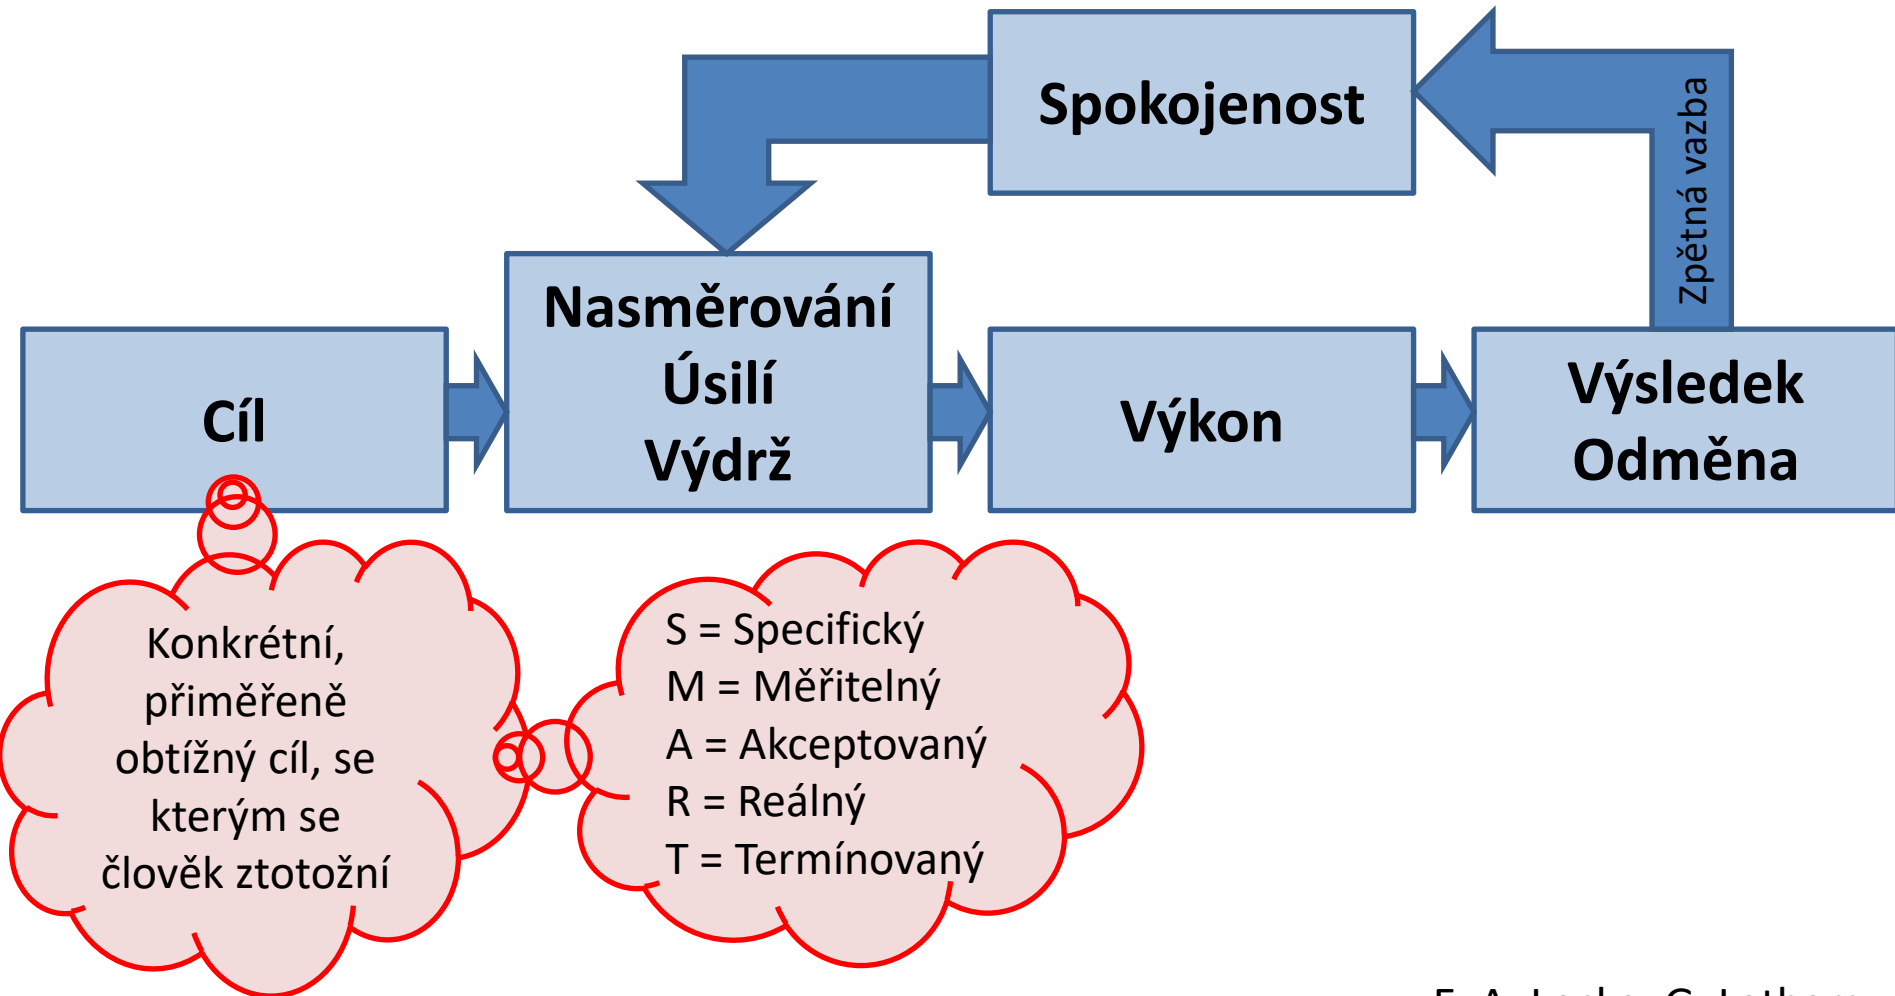 Spokojenost
Zpětná vazba
Nasměrování
Úsilí
Výdrž
Cíl
Výkon
Výsledek
Odměna
Konkrétní,
přiměřeně
obtížný cíl, se
kterým se
člověk ztotožní
S = Specifický
M = Měřitelný
A = Akceptovaný
R = Reálný
T = Termínovaný